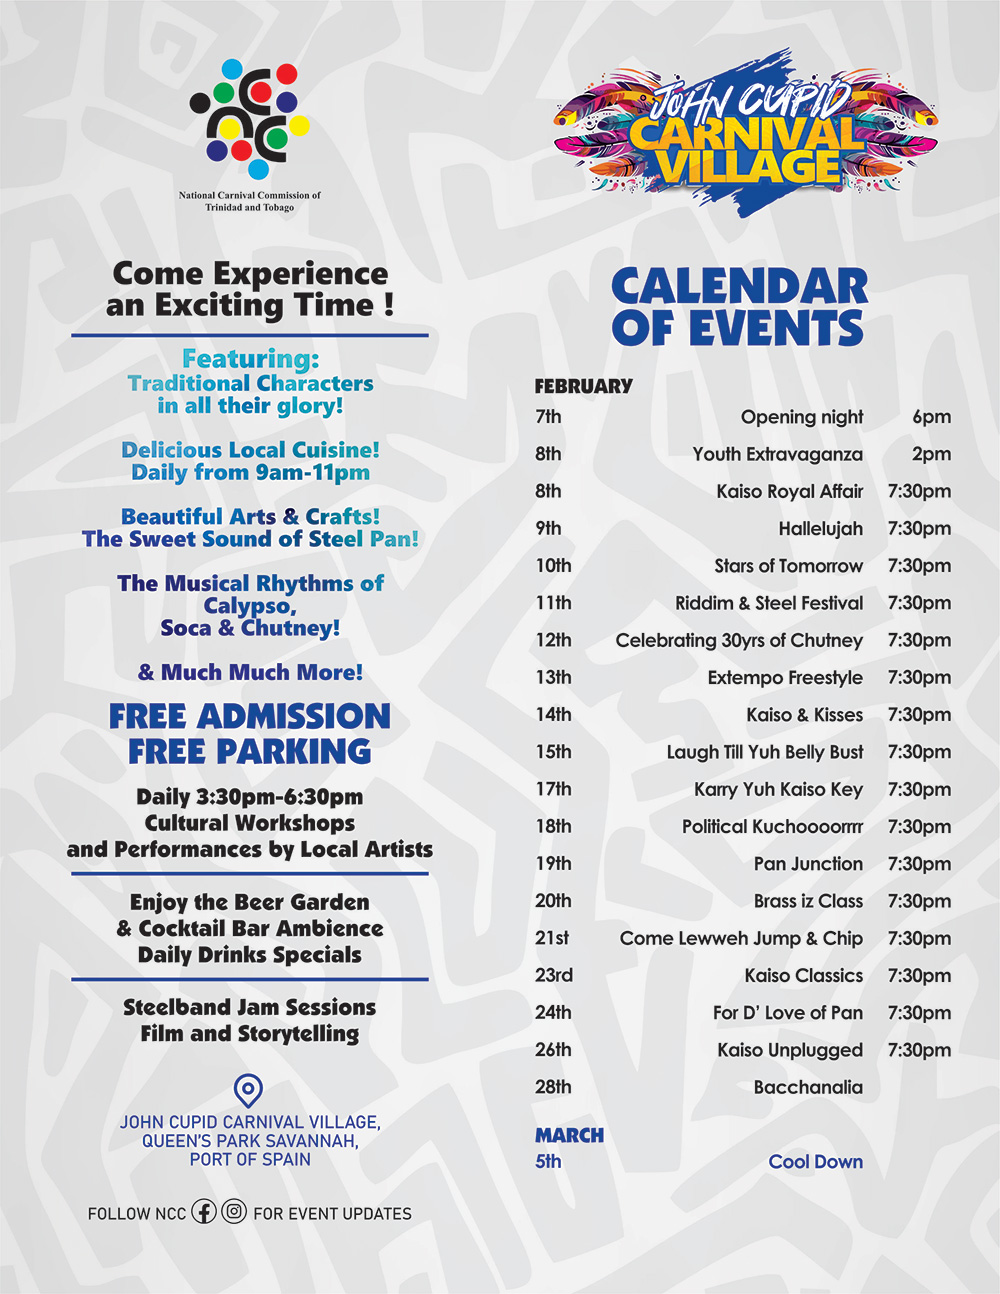 National Carnival Commission of
Trinidad and Tobago
JOHN CUPID
CARNIVAL
VILLAGE
Come Experience
an Exciting Time !
Featuring:
Traditional Characters
in all their glory!
Delicious Local Cuisine!
Daily from 9am-11pm
Beautiful Arts & Crafts!
The Sweet Sound of Steel Pan!
The Musical Rhythms of
Calypso,
Soca & Chutney!
& Much Much More!
FREE ADMISSION
FREE PARKING
Daily 3:30pm-6:30pm
Cultural Workshops
and Performances by Local Artists
Enjoy the Beer Garden
& Cocktail Bar Ambience
Daily Drinks Specials
Steelband Jam Sessions
Film and Storytelling
JOHN CUPID CARNIVAL VILLAGE,
QUEEN'S PARK SAVANNAH,
PORT OF SPAIN
FOLLOW NCC FOR EVENT UPDATES
CALENDAR
OF EVENTS
FEBRUARY
7th Opening night 6pm
8th Youth Extravaganza 2pm
8th Kaiso Royal Affair 7:30pm
9th Hallelujah 7:30pm
10th Stars of Tomorrow 7:30pm
11th Riddim & Steel Festival 7:30pm
12th Celebrating 30yrs of Chutney 7:30pm
13th Extempo Freestyle 7:30pm
14th Kaiso & Kisses 7:30pm
15th Laugh Till Yuh Belly Bust 7:30pm
17th Karry Yuh Kaiso Key 7:30pm
18th Political Kuchoooorrrr 7:30pm
19th Pan Junction 7:30pm
20th Brass iz Class 7:30pm
21st Come Lewweh Jump & Chip 7:30pm
23rd Kaiso Classics 7:30pm
24th For D' Love of Pan 7:30pm
26th Kaiso Unplugged 7:30pm
28th Bacchanalia
MARCH
5th Cool Down